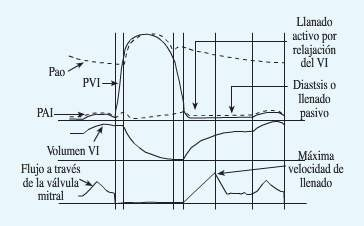 Llenado
activo por
relajación
del VI
Pao
PVI
Diastsis o
llenado
pasivo
PAI
Volumen VI
Flujo a través
de la válvula
mitral
Máxima
velocidad de
llenado